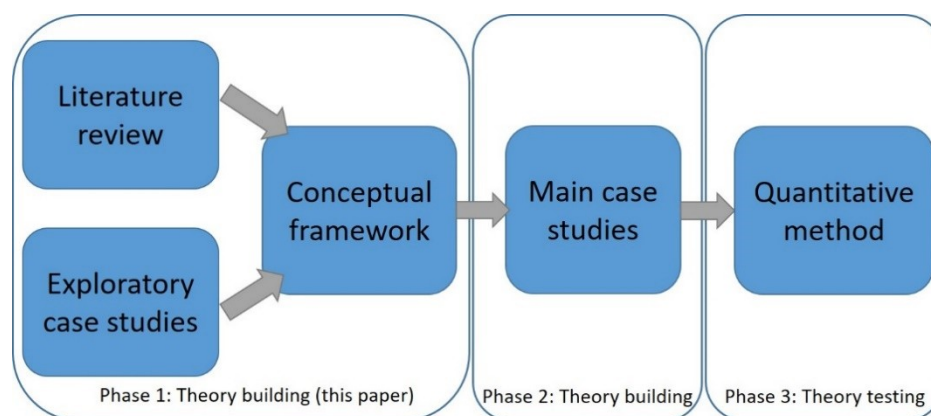 Literature
review
Exploratory
case studies
Conceptual
framework
Main case
studies
Quantitative
method
Phase 1: Theory building (this paper)
Phase 2: Theory building
Phase 3: Theory testing